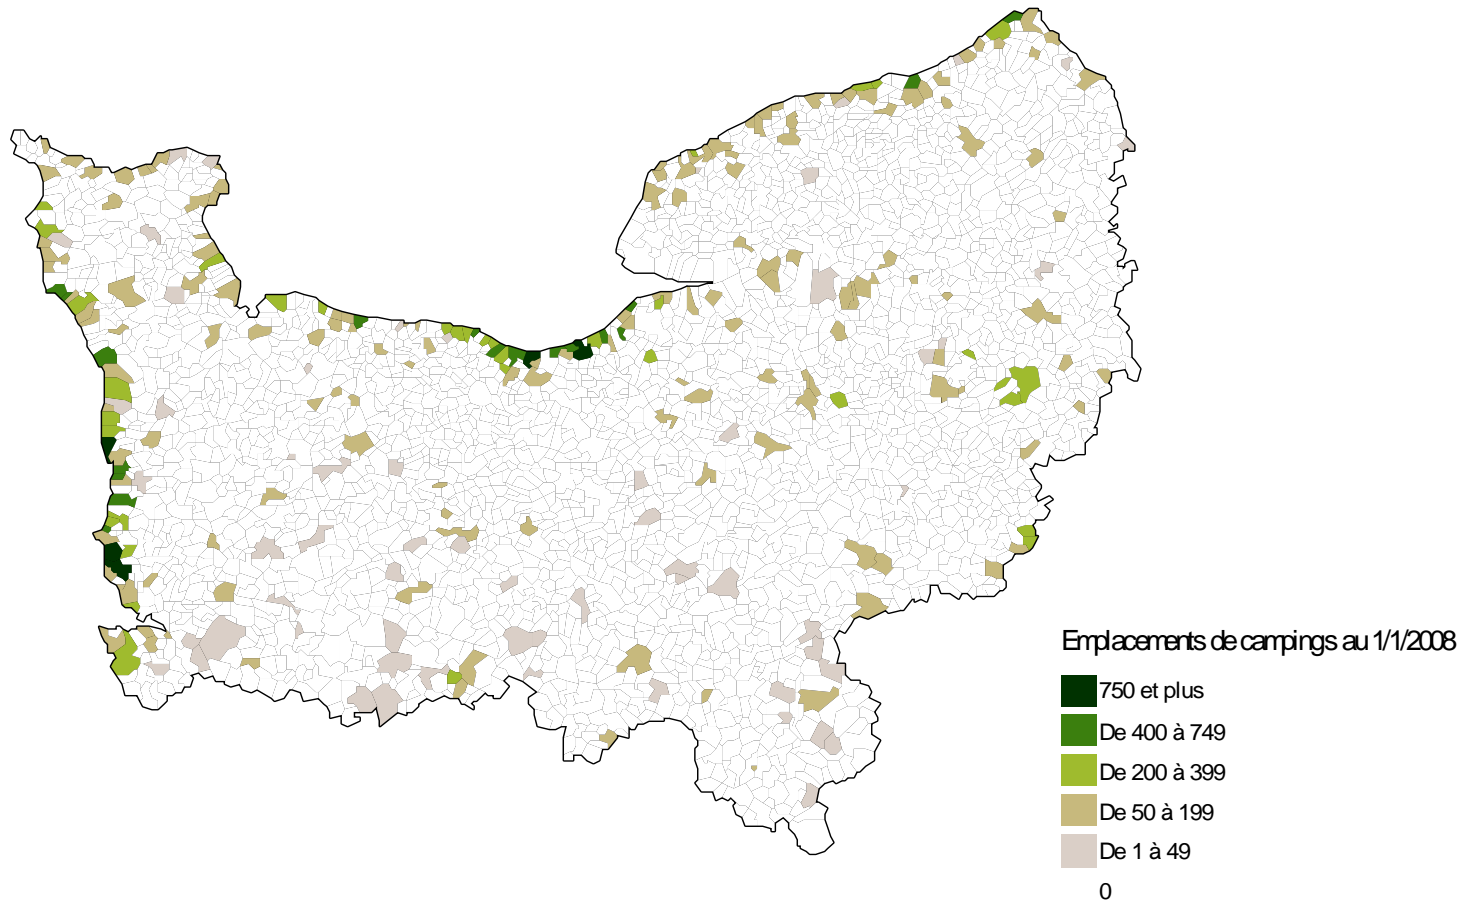 Emplacements de campings au 1/1/2008
750 et plus
De 400 à 749
De 200 à 399
De 50 à 199
De 1 à 49
0